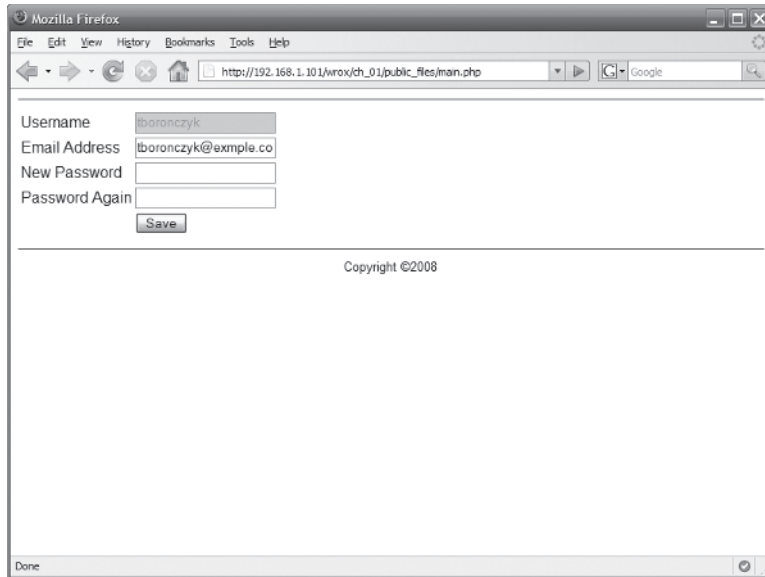 Mozilla Firefox
File Edit View History Bookmarks Tools Help
http://192.168.1.101/wrox/ch_01/public_files/main.php
G Google
Username tboronczyk
Email Address tboronczyk@exmple.co
New Password
Password Again
Save
Copyright ©2008
Done